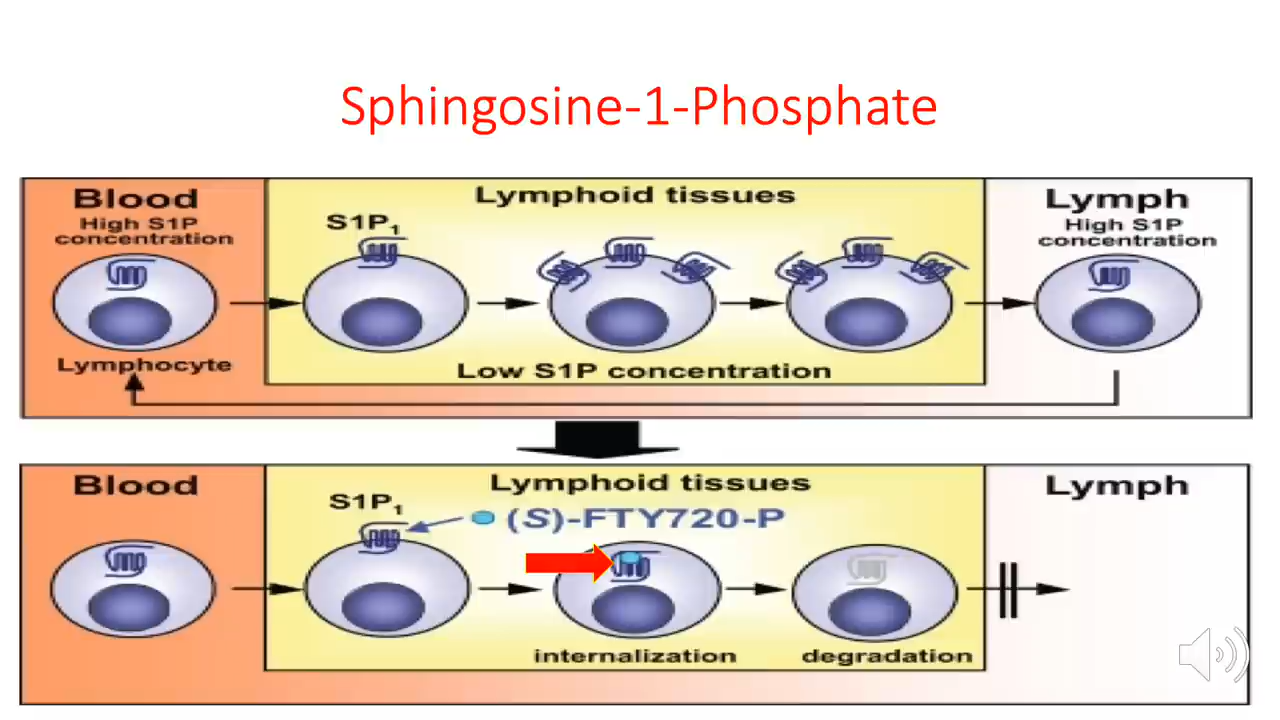 Sphingosine-1-Phosphate
Blood
High S1P
concentration
Lymphocyte
Lymphoid tissues
S1P1
Low S1P concentration
Lymph
High S1P
concentration
Blood
Lymphoid tissues
S1P1
(S)-FTY720-P
internalization
degradation
Lymph